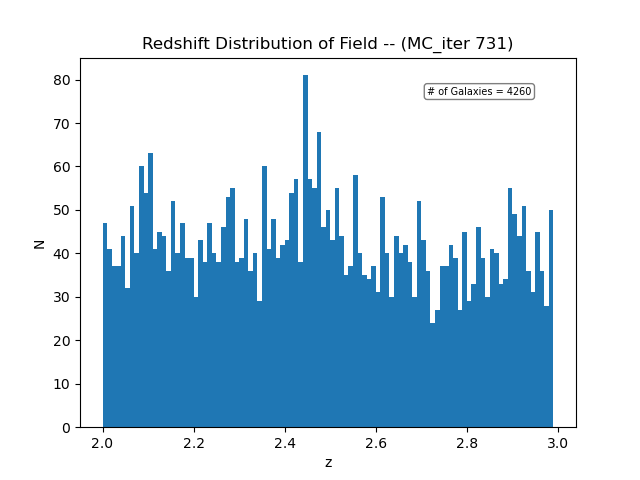 Redshift Distribution of Field -- (MC_iter 731)
# of Galaxies = 4260
80
70
60
50
40
30
20
10
0
N
2.0 2.2 2.4 2.6 2.8 3.0
z